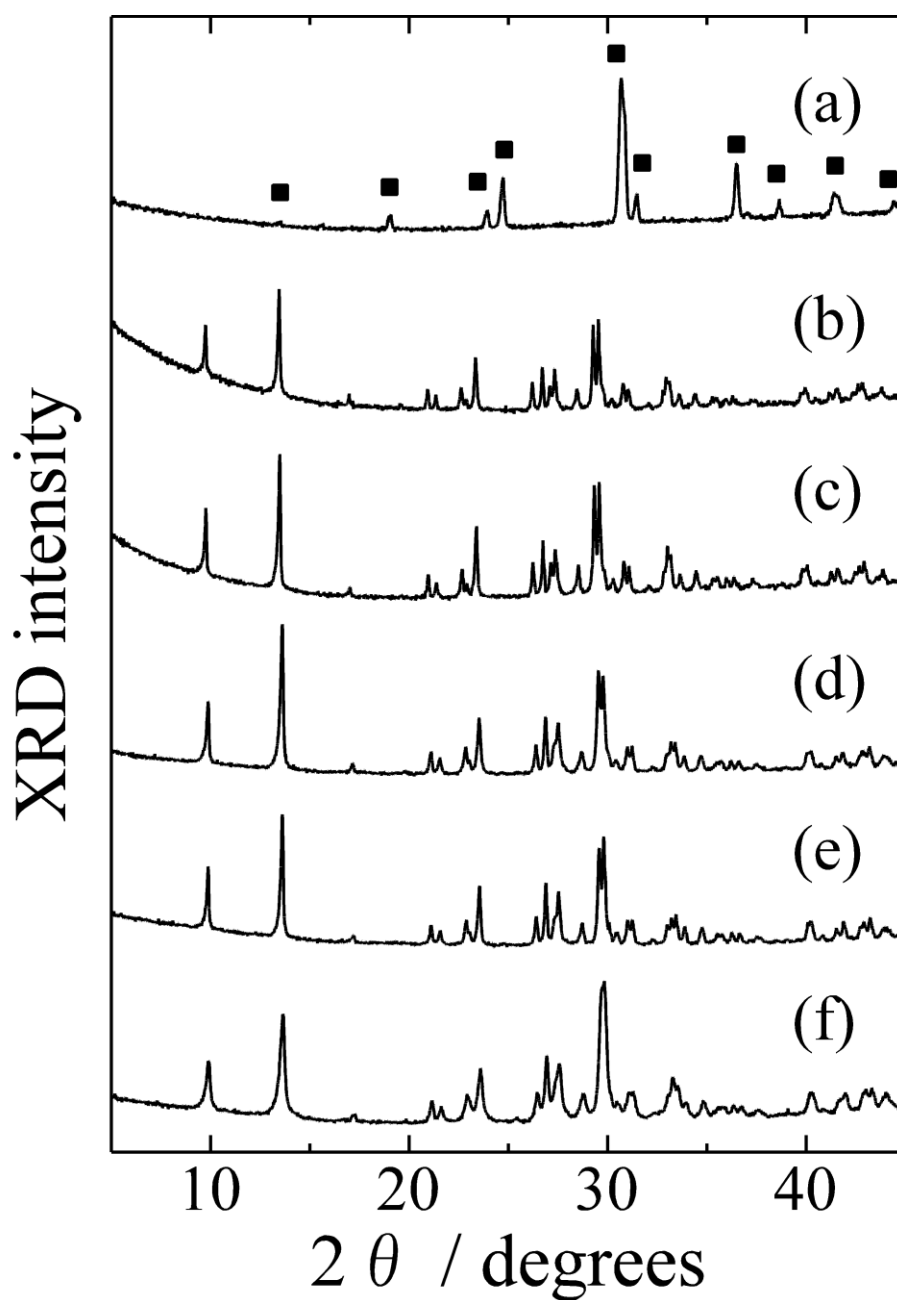 (a)
(b)
(c)
(d)
(e)
(f)
XRD intensity
10 20 30 40
2 θ / degrees